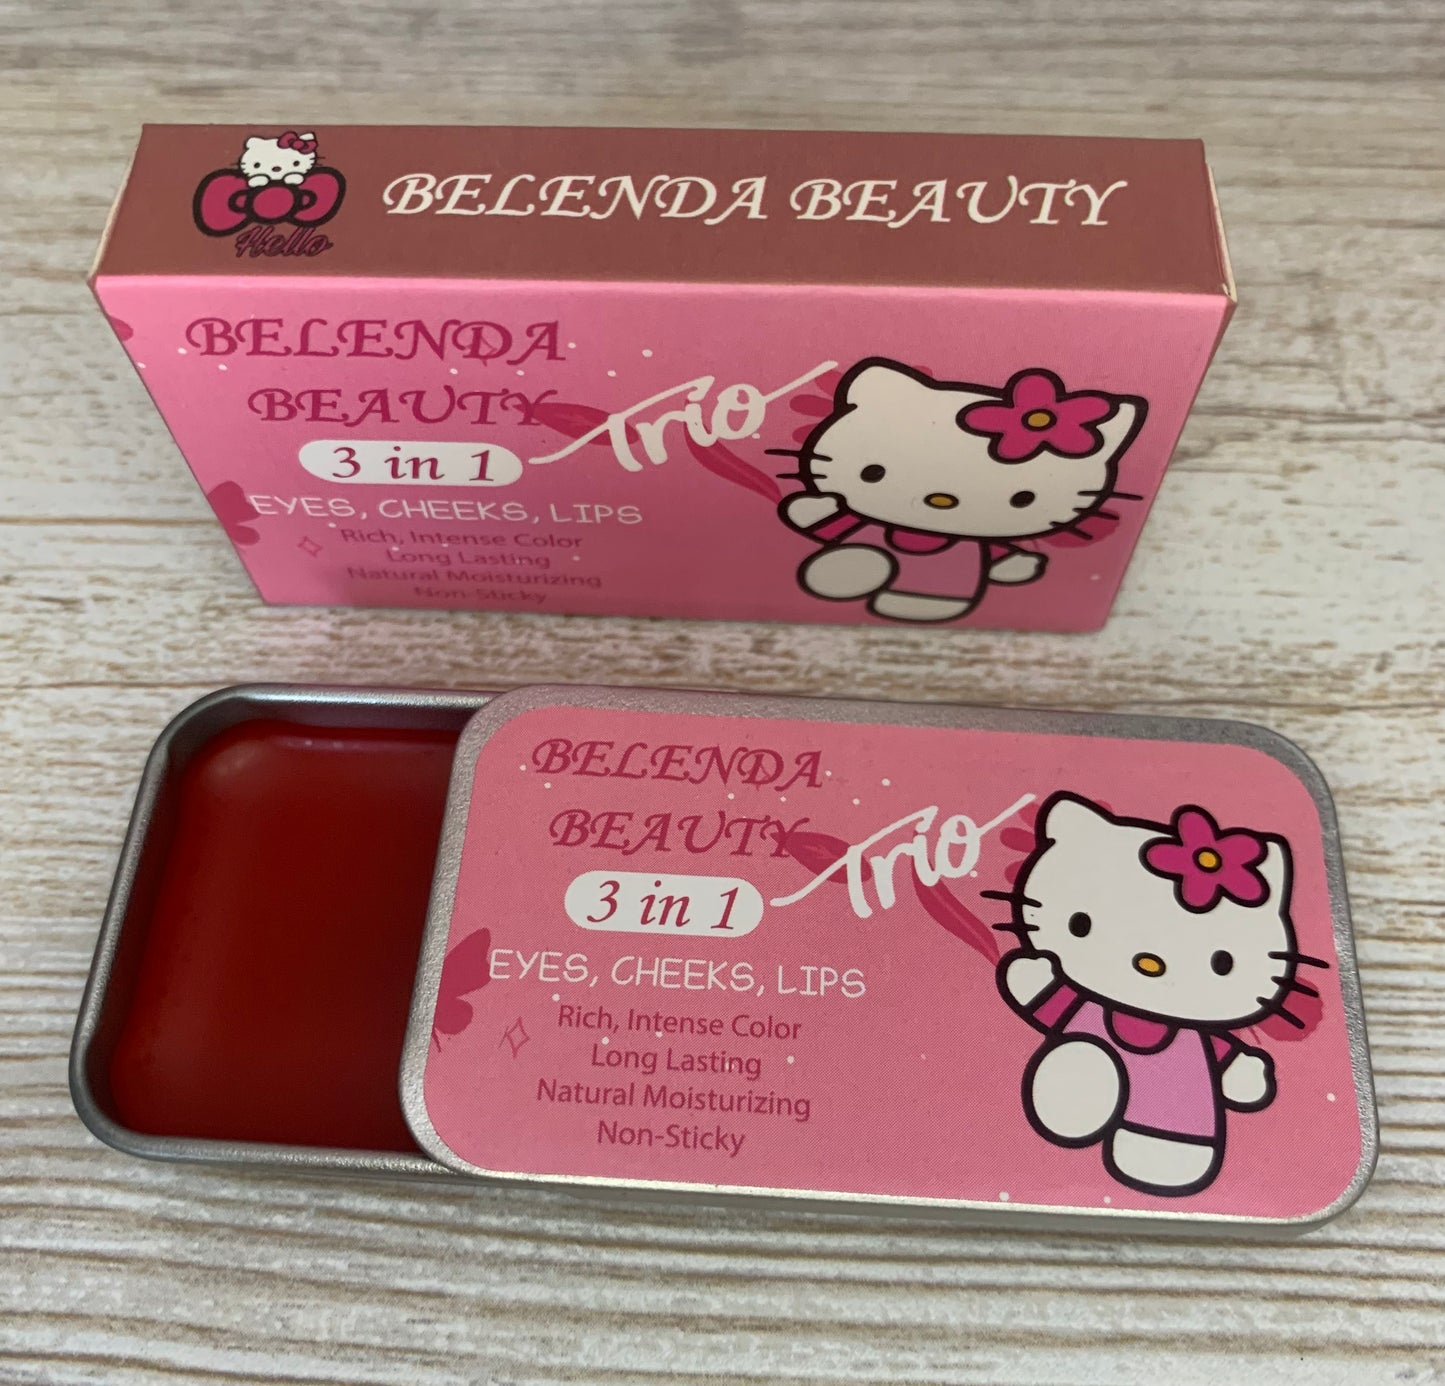 Hello
BELENDA BEAUTY
BELENDA
BEAUTY
Trio
3 in 1
EYES, CHEEKS, LIPS
Rich, Intense Color
Long Lasting
Natural Moisturizing
Non-Sticky
BELENDA
BEAUTY
Trio
3 in 1
EYES, CHEEKS, LIPS
Rich, Intense Color
Long Lasting
Natural Moisturizing
Non-Sticky